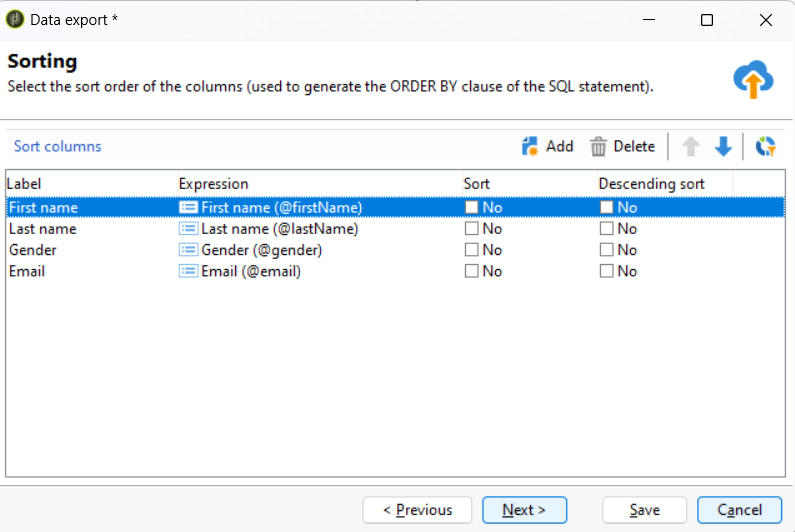 Data export *
Sorting
Select the sort order of the columns (used to generate the ORDER BY clause of the SQL statement).
Sort columns Add Delete
Label Expression Sort Descending sort
First name First name (@firstName) No No
Last name Last name (@lastName) No No
Gender Gender (@gender) No No
Email Email (@email) No No
< Previous Next > Save Cancel